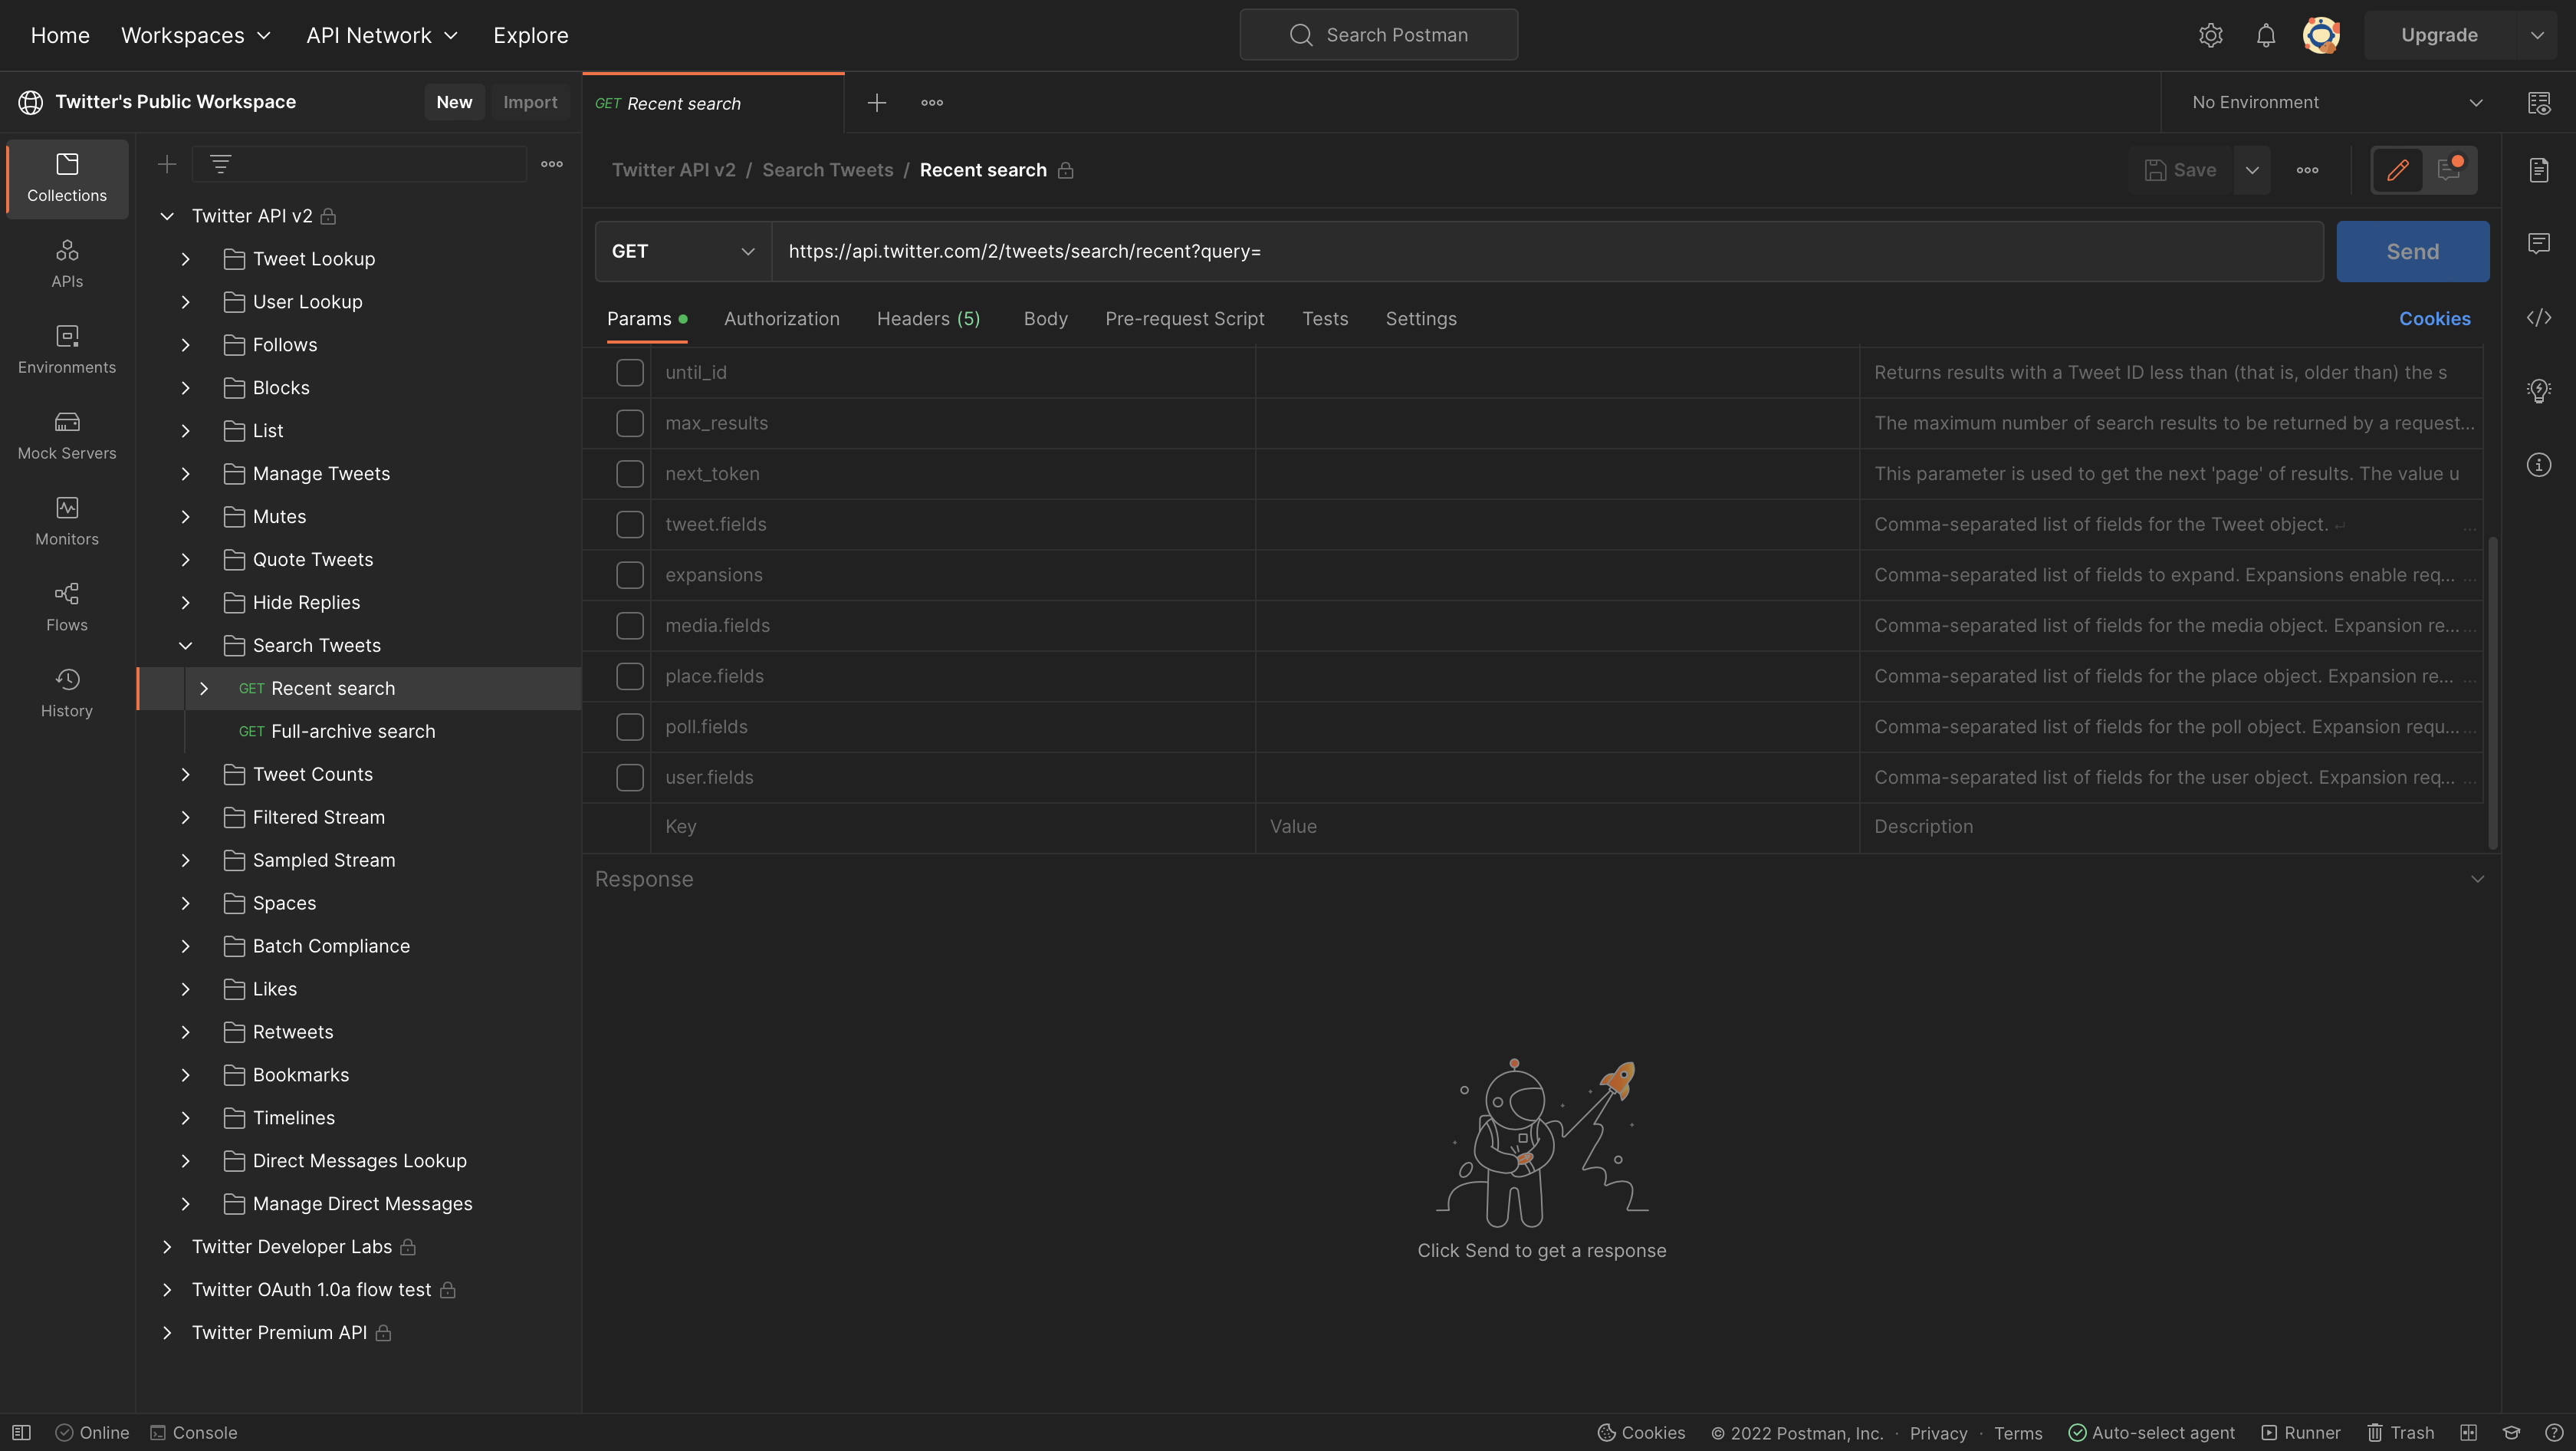 Home Workspaces API Network Explore Search Postman Upgrade
Twitter's Public Workspace New Import GET Recent search No Environment
Collections
APIs
Environments
Mock Servers
Monitors
Flows
History
Twitter API v2
Tweet Lookup
User Lookup
Follows
Blocks
List
Manage Tweets
Mutes
Quote Tweets
Hide Replies
Search Tweets
GET Recent search
GET Full-archive search
Tweet Counts
Filtered Stream
Sampled Stream
Spaces
Batch Compliance
Likes
Retweets
Bookmarks
Timelines
Direct Messages Lookup
Manage Direct Messages
Twitter Developer Labs
Twitter OAuth 1.0a flow test
Twitter Premium API
Twitter API v2 / Search Tweets / Recent search Save
GET https://api.twitter.com/2/tweets/search/recent?query= Send
Params Authorization Headers (5) Body Pre-request Script Tests Settings Cookies
until_id Returns results with a Tweet ID less than (that is, older than) the s
max_results The maximum number of search results to be returned by a request...
next_token This parameter is used to get the next 'page' of results. The value u
tweet.fields Comma-separated list of fields for the Tweet object. ↵ ...
expansions Comma-separated list of fields to expand. Expansions enable req... ...
media.fields Comma-separated list of fields for the media object. Expansion re... ...
place.fields Comma-separated list of fields for the place object. Expansion re... ...
poll.fields Comma-separated list of fields for the poll object. Expansion requ... ...
user.fields Comma-separated list of fields for the user object. Expansion req... ...
Key Value Description
Response
Click Send to get a response
Online Console Cookies © 2022 Postman, Inc. · Privacy · Terms Auto-select agent Runner Trash